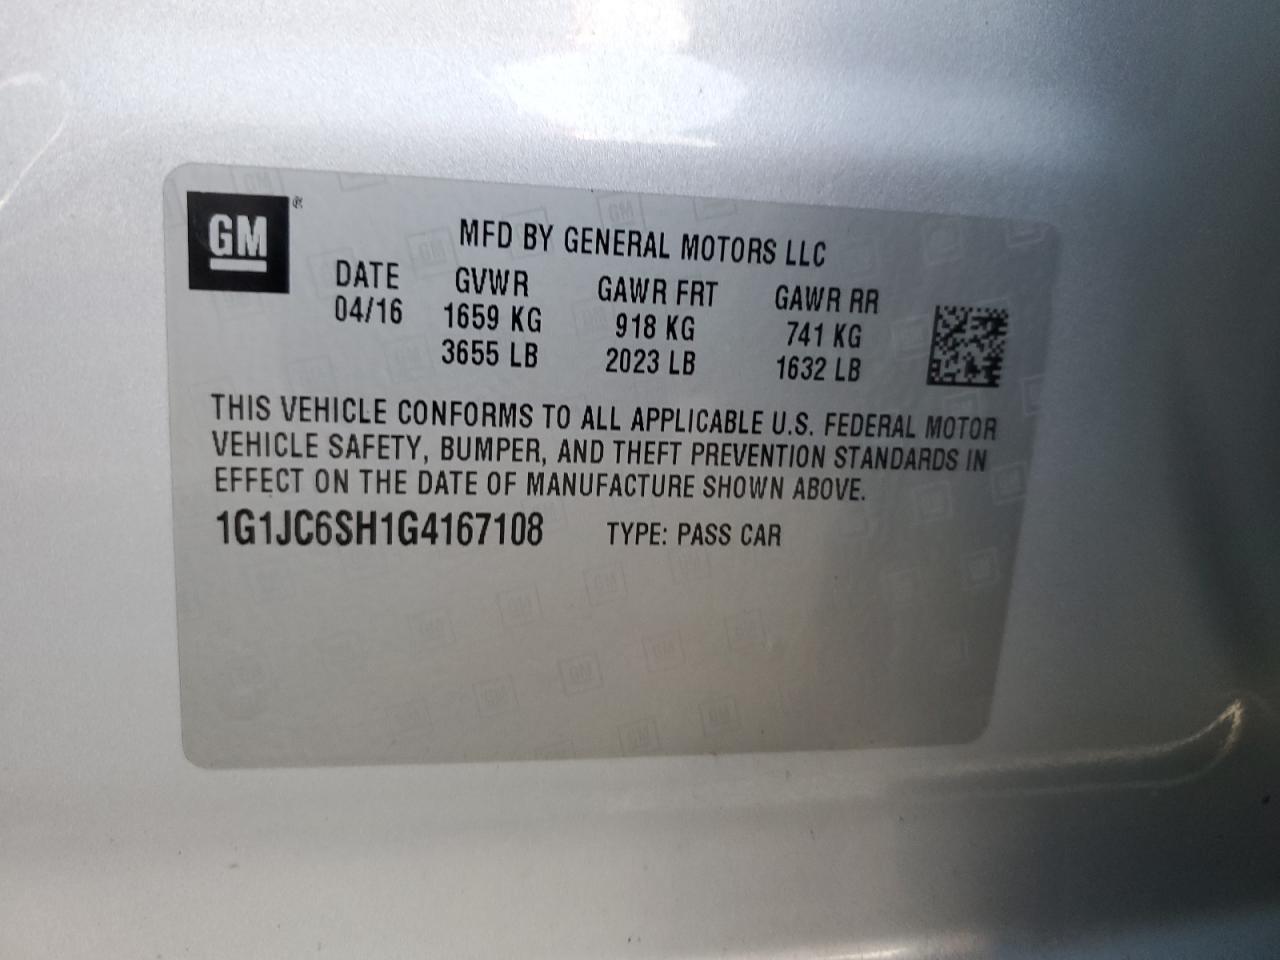 GM ®
MFD BY GENERAL MOTORS LLC
DATE GVWR GAWR FRT GAWR RR
04/16 1659 KG 918 KG 741 KG
3655 LB 2023 LB 1632 LB
THIS VEHICLE CONFORMS TO ALL APPLICABLE U.S. FEDERAL MOTOR
VEHICLE SAFETY, BUMPER, AND THEFT PREVENTION STANDARDS IN
EFFECT ON THE DATE OF MANUFACTURE SHOWN ABOVE.
1G1JC6SH1G4167108 TYPE: PASS CAR